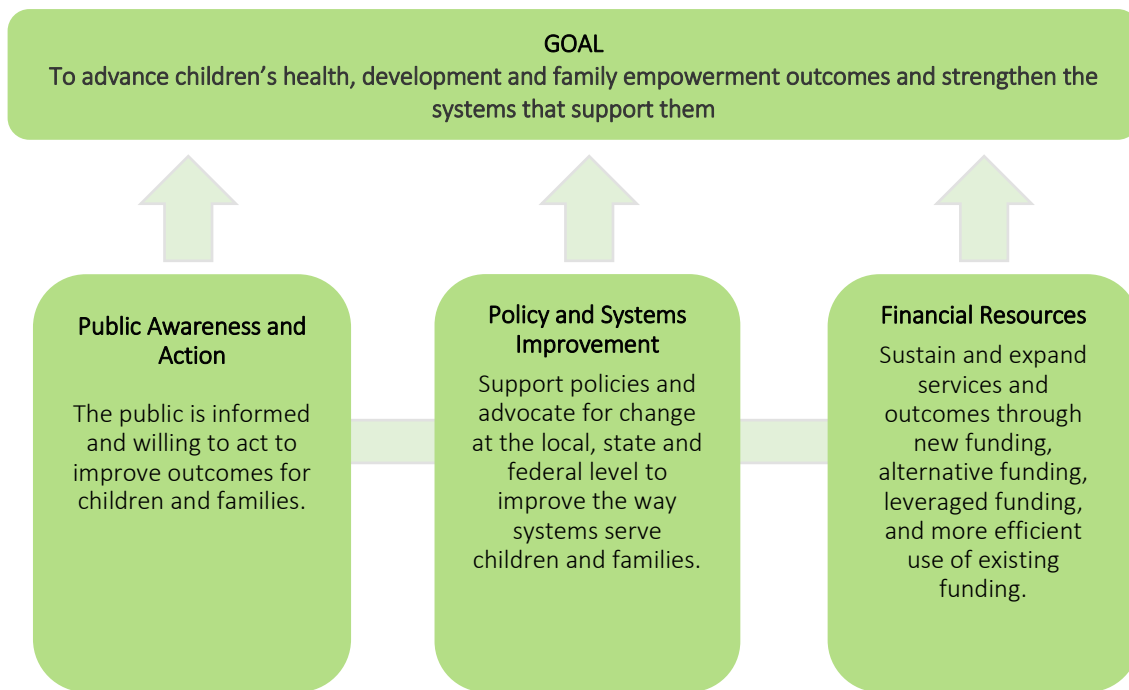 GOAL
To advance children’s health, development and family empowerment outcomes and strengthen the
systems that support them
Public Awareness and
Action
The public is informed
and willing to act to
improve outcomes for
children and families.
Policy and Systems
Improvement
Support policies and
advocate for change
at the local, state and
federal level to
improve the way
systems serve
children and families.
Financial Resources
Sustain and expand
services and
outcomes through
new funding,
alternative funding,
leveraged funding,
and more efficient
use of existing
funding.